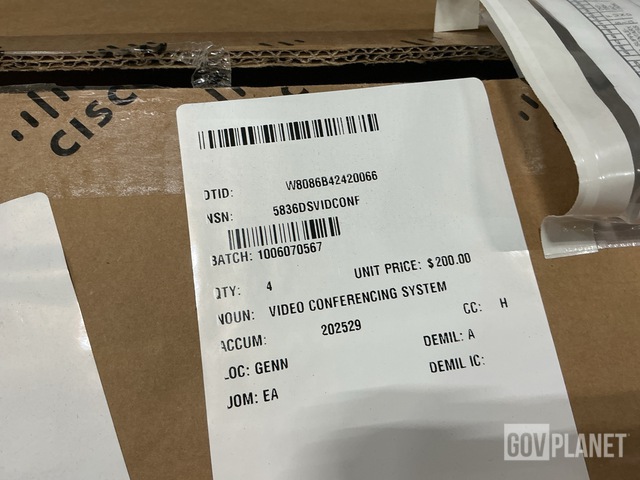 CISCO
DTID: W8086B42420066
NSN: 5836DSVIDCONF
BATCH: 1006070567
QTY: 4 UNIT PRICE: $200.00
NOUN: VIDEO CONFERENCING SYSTEM
ACCUM: 202529 CC: H
LOC: GENN DEMIL: A
UOM: EA DEMIL IC:
GOVPLANET